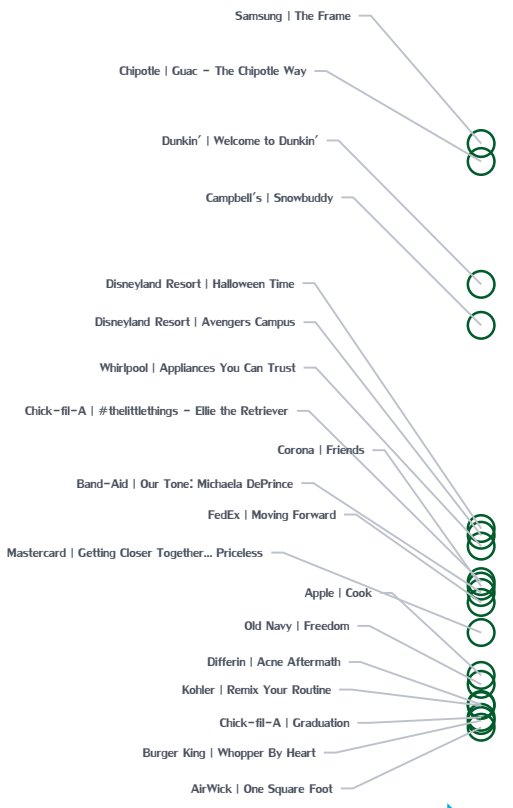 Samsung | The Frame
Chipotle | Guac - The Chipotle Way
Dunkin' | Welcome to Dunkin'
Campbell's | Snowbuddy
Disneyland Resort | Halloween Time
Disneyland Resort | Avengers Campus
Whirlpool | Appliances You Can Trust
Chick-fil-A | #thelittlethings - Ellie the Retriever
Corona | Friends
Band-Aid | Our Tone: Michaela DePrince
FedEx | Moving Forward
Mastercard | Getting Closer Together... Priceless
Apple | Cook
Old Navy | Freedom
Differin | Acne Aftermath
Kohler | Remix Your Routine
Chick-fil-A | Graduation
Burger King | Whopper By Heart
AirWick | One Square Foot